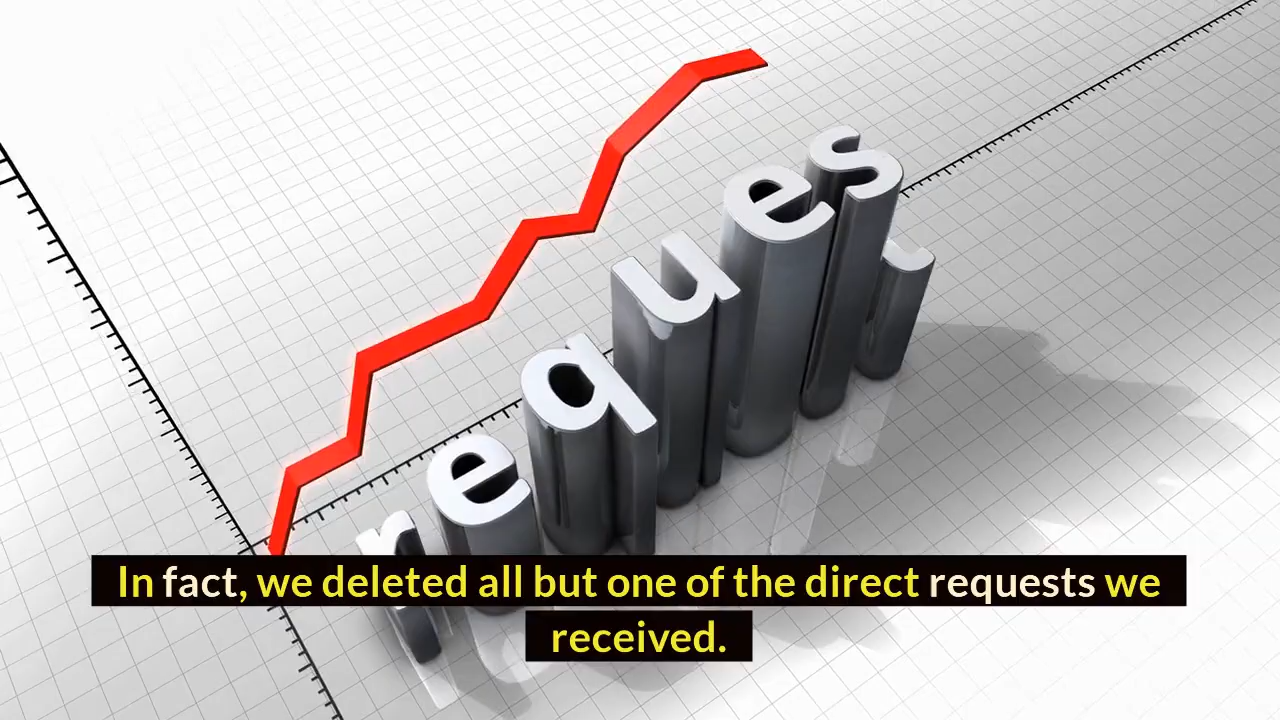 reques
In fact, we deleted all but one of the direct requests we
received.